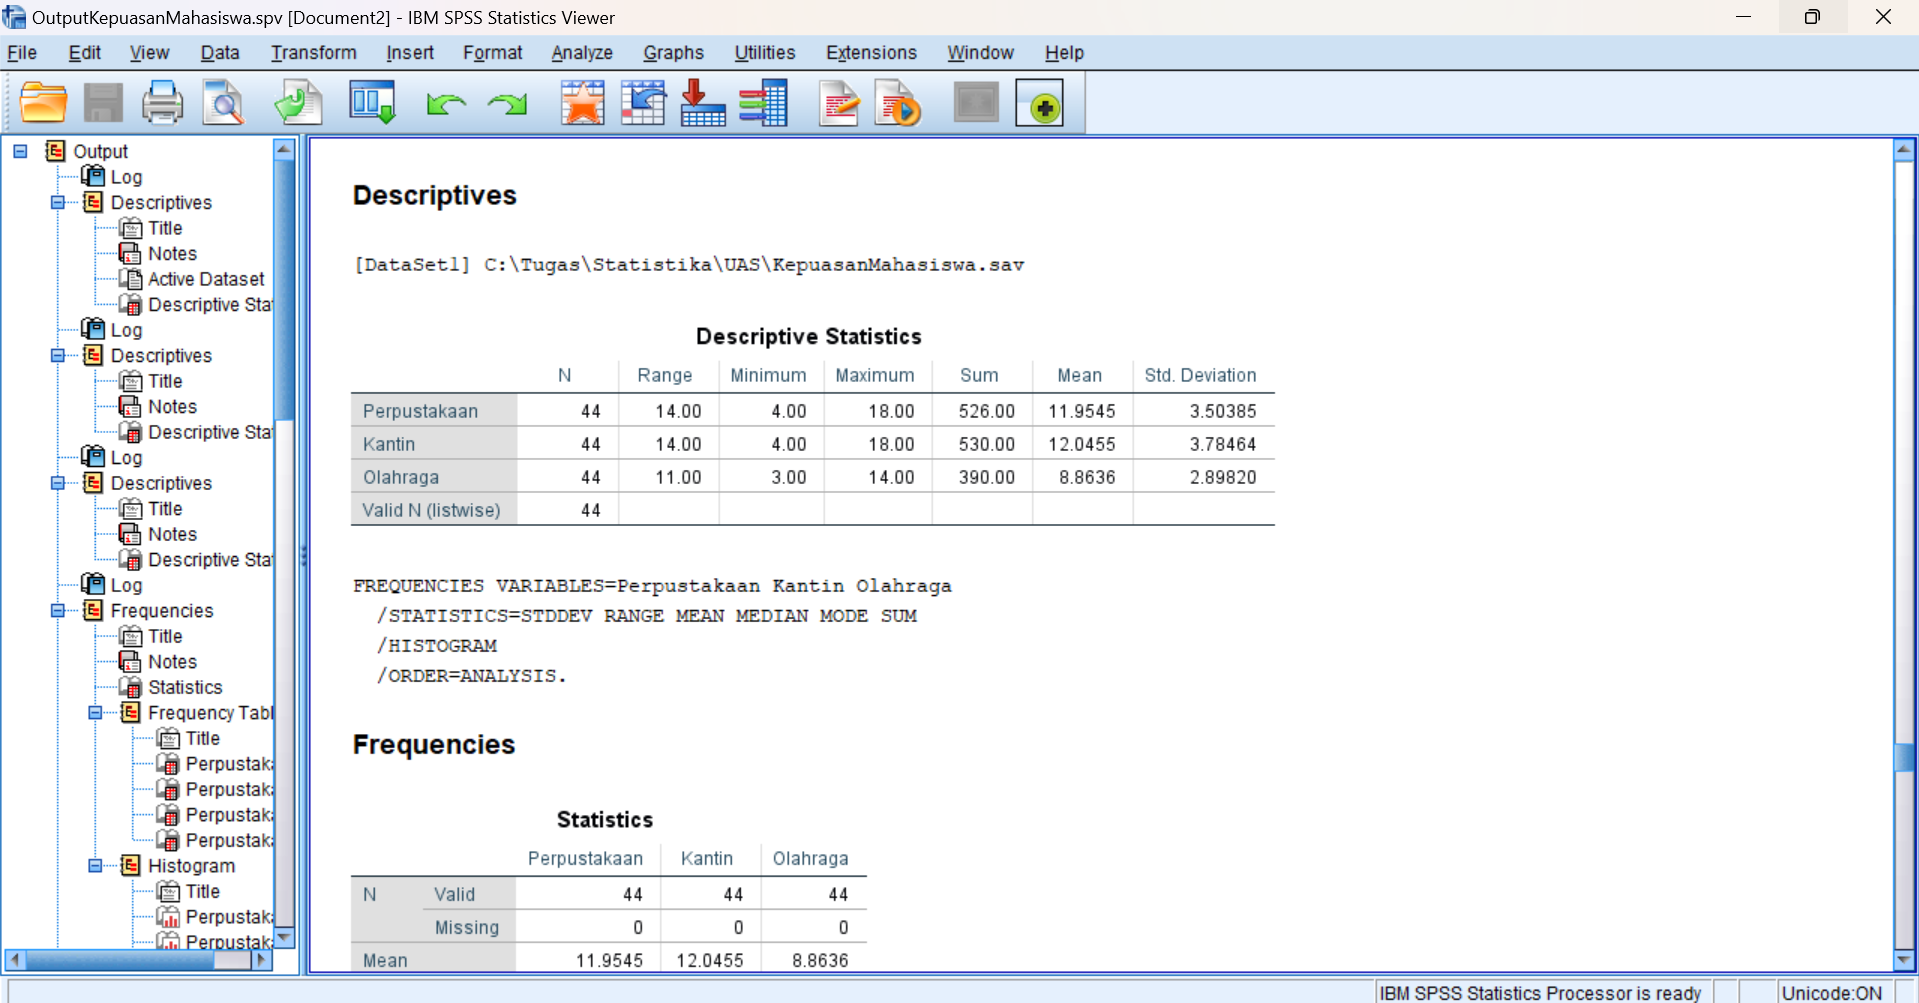 OutputKepuasanMahasiswa.spv [Document2] - IBM SPSS Statistics Viewer
File Edit View Data Transform Insert Format Analyze Graphs Utilities Extensions Window Help
Output
Log
Descriptives
Title
Notes
Active Dataset
Descriptive Sta
Log
Descriptives
Title
Notes
Descriptive Sta
Log
Descriptives
Title
Notes
Descriptive Sta
Log
Frequencies
Title
Notes
Statistics
Frequency Tabl
Title
Perpustaka
Perpustaka
Perpustaka
Perpustaka
Histogram
Title
Perpustaka
Perpustaka
Descriptives
[DataSet1] C:\Tugas\Statistika\UAS\KepuasanMahasiswa.sav
Descriptive Statistics
N Range Minimum Maximum Sum Mean Std. Deviation
Perpustakaan 44 14.00 4.00 18.00 526.00 11.9545 3.50385
Kantin 44 14.00 4.00 18.00 530.00 12.0455 3.78464
Olahraga 44 11.00 3.00 14.00 390.00 8.8636 2.89820
Valid N (listwise) 44
FREQUENCIES VARIABLES=Perpustakaan Kantin Olahraga
/STATISTICS=STDDEV RANGE MEAN MEDIAN MODE SUM
/HISTOGRAM
/ORDER=ANALYSIS.
Frequencies
Statistics
Perpustakaan Kantin Olahraga
N Valid 44 44 44
Missing 0 0 0
Mean 11.9545 12.0455 8.8636
IBM SPSS Statistics Processor is ready Unicode:ON